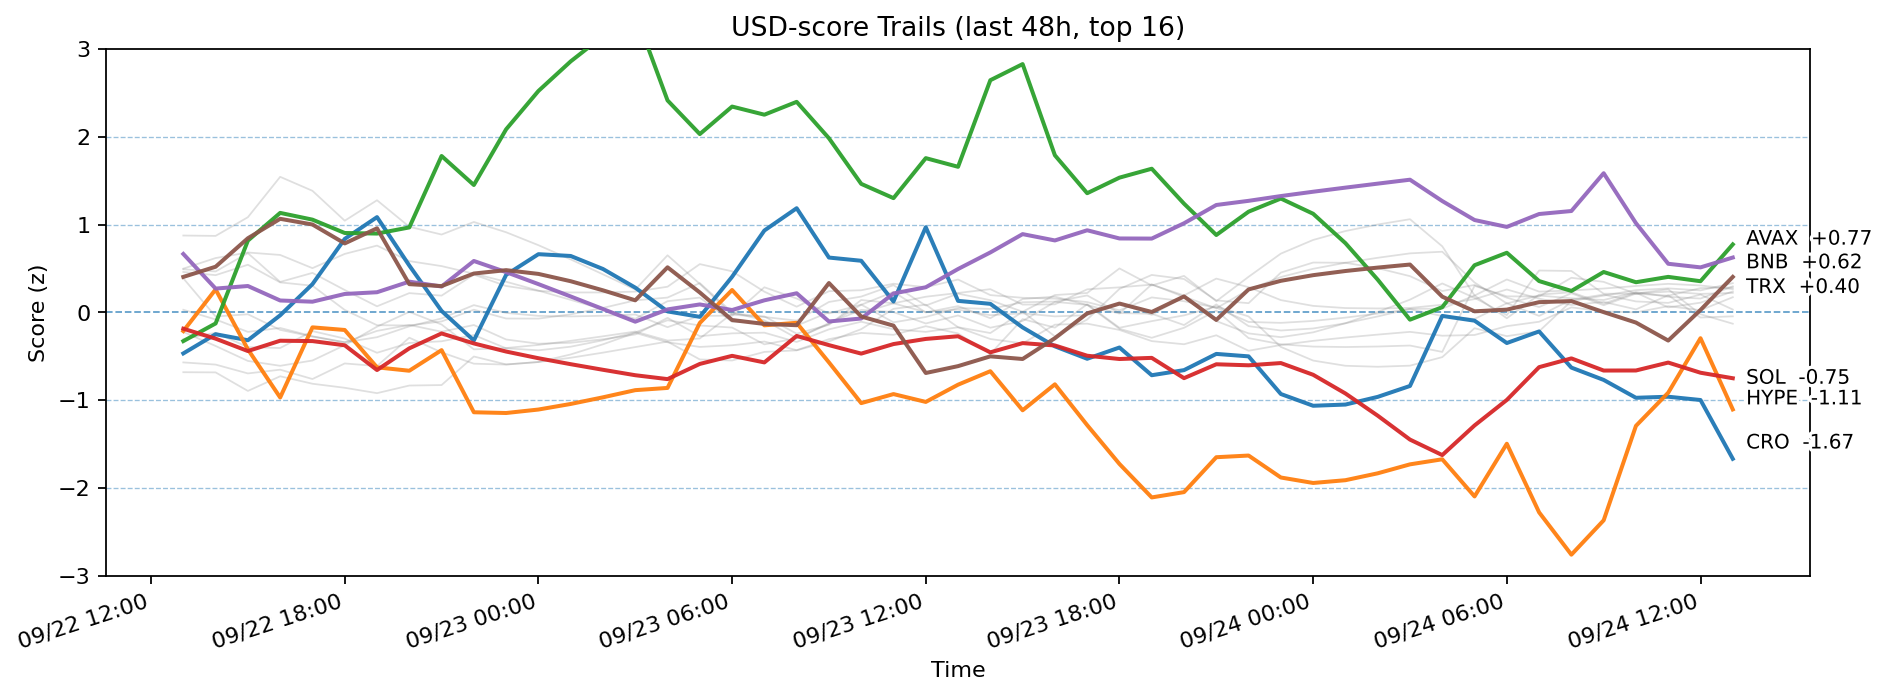 USD-score Trails (last 48h, top 16)
Score (z)
3
2
1
0
−1
−2
−3
AVAX +0.77
BNB +0.62
TRX +0.40
SOL -0.75
HYPE -1.11
CRO -1.67
09/22 12:00
09/22 18:00
09/23 00:00
09/23 06:00
09/23 12:00
09/23 18:00
09/24 00:00
09/24 06:00
09/24 12:00
Time